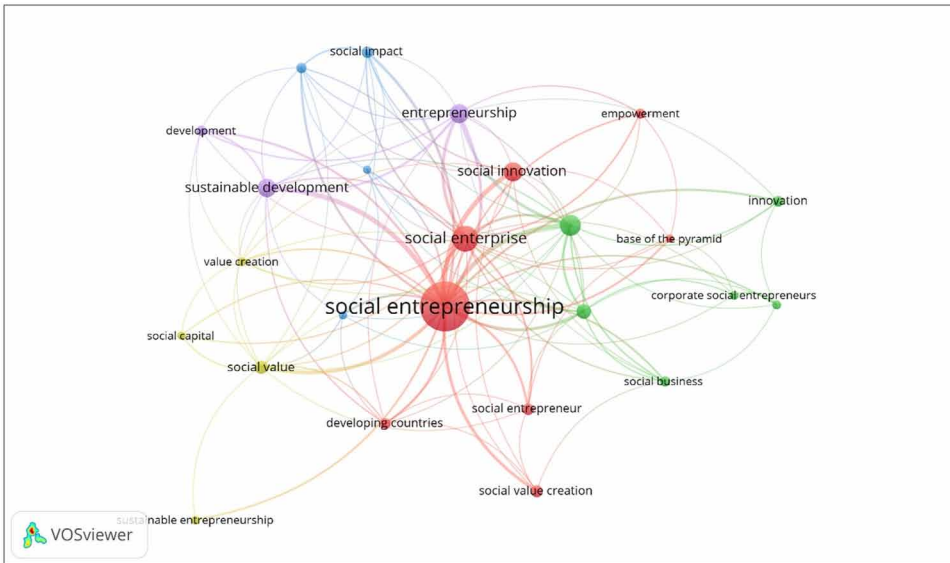 social impact
entrepreneurship
empowerment
development
social innovation
sustainable development
innovation
social enterprise
base of the pyramid
value creation
corporate social entrepreneurs
social entrepreneurship
social capital
social value
social business
social entrepreneur
developing countries
social value creation
sustainable entrepreneurship
VOSviewer